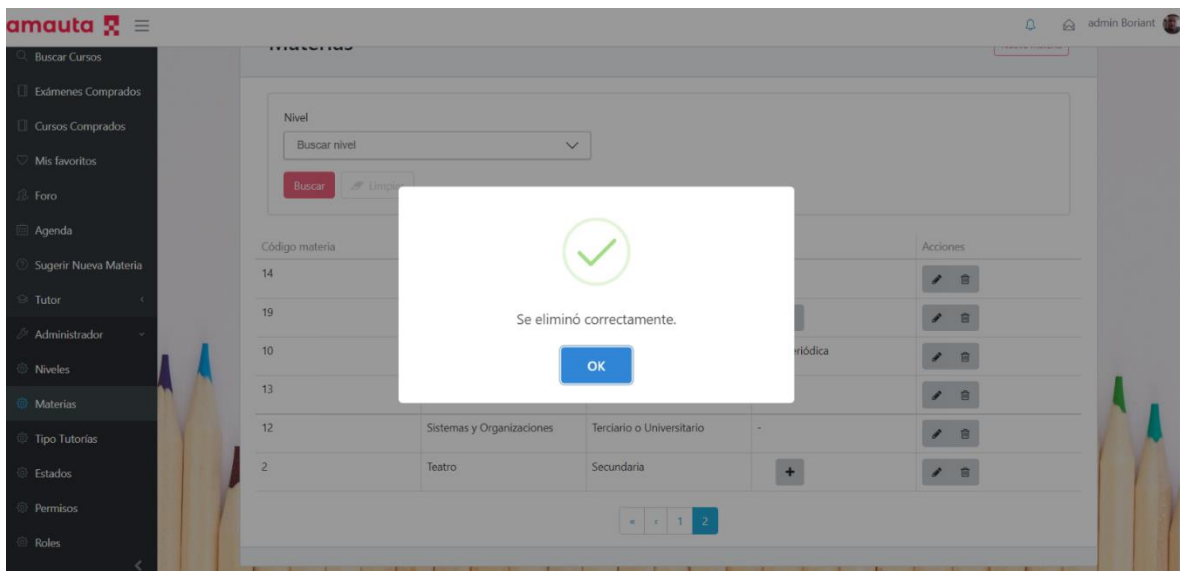 amauta
admin Boriant
Buscar Cursos
Exámenes Comprados
Cursos Comprados
Mis favoritos
Foro
Agenda
Sugerir Nueva Materia
Tutor
Administrador
Niveles
Materias
Tipo Tutorías
Estados
Permisos
Roles
Materias
Nivel
Buscar nivel
Buscar
Código materia Acciones
14
19
10
13
12 Sistemas y Organizaciones Terciario o Universitario -
2 Teatro Secundaria +
« ‹ 1 2
Se eliminó correctamente.
OK